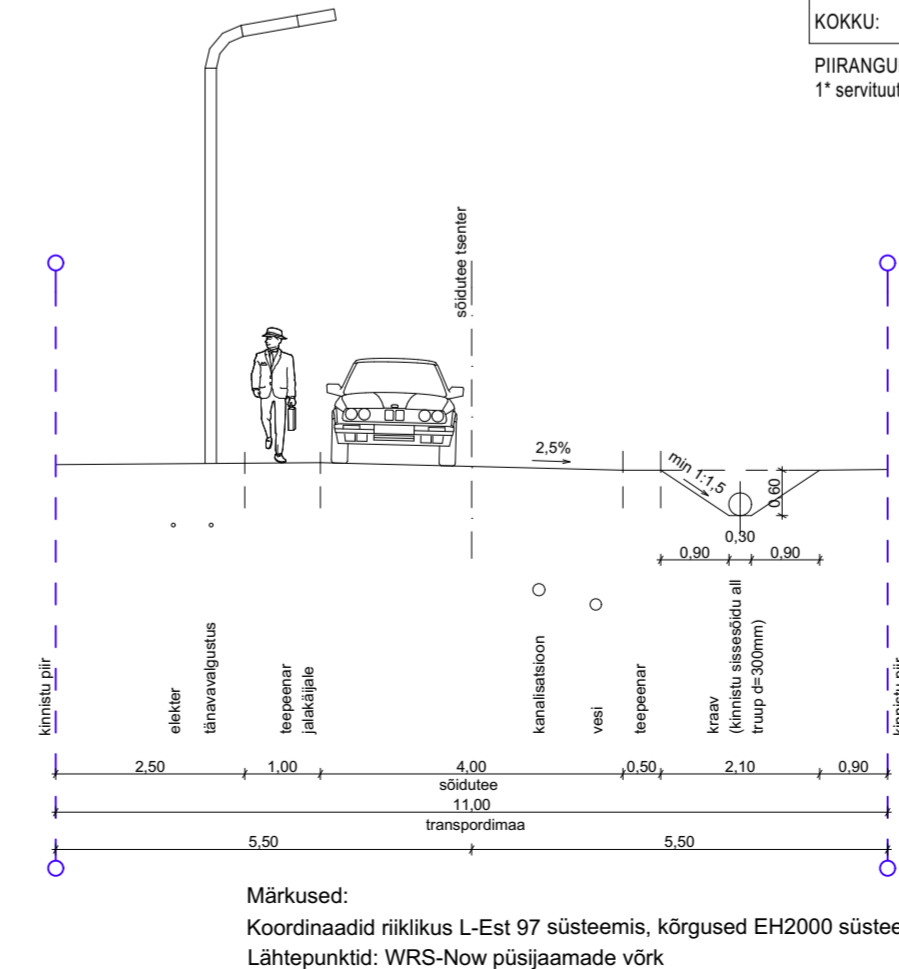 KOKKU:
1* servituut
sõidutee tsenter
2,5%
min 1:1,5
0,60
0,30
0,90
0,90
kinnistu piir
elekter
tänavavalgustus
teepeenar
jalakäijale
kanalisatsioon
vesi
teepeenar
kraav
(kinnistu sissesõidu all
truup d=300mm)
kinnistu piir
2,50
1,00
4,00
0,50
2,10
0,90
sõidutee
11,00
transpordimaa
5,50
5,50
Märkused:
Koordinaadid riiklikus L-Est 97 süsteemis, kõrgused EH2000
Lähtepunktid: WRS-Now püsijaamade võrk